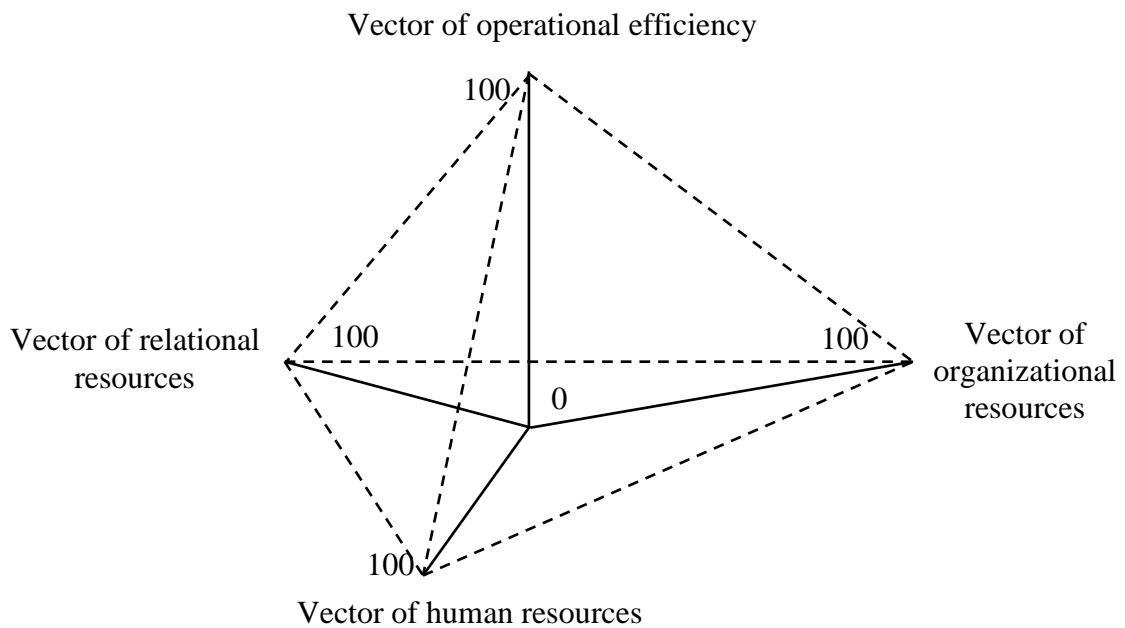 Vector of operational efficiency
100
Vector of relational
resources
100
100
Vector of
organizational
resources
0
100
Vector of human resources